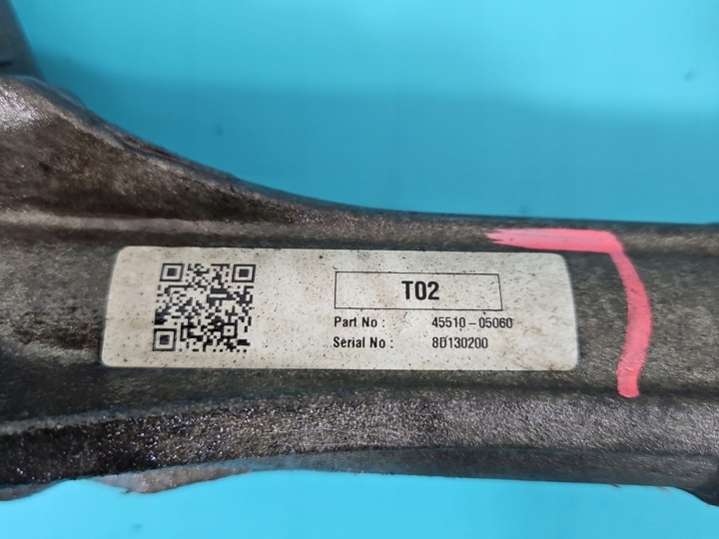 T02
Part No : 45510-05060
Serial No : 8D130200